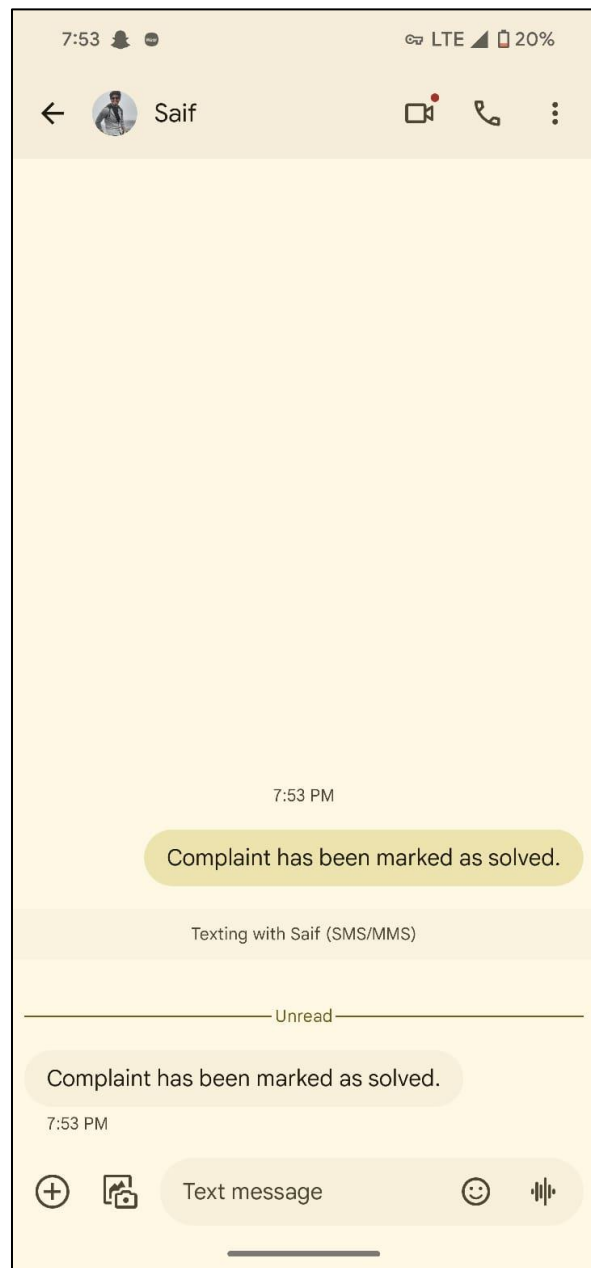 7:53 LTE 20%
Saif
7:53 PM
Complaint has been marked as solved.
Texting with Saif (SMS/MMS)
Unread
Complaint has been marked as solved.
7:53 PM
Text message